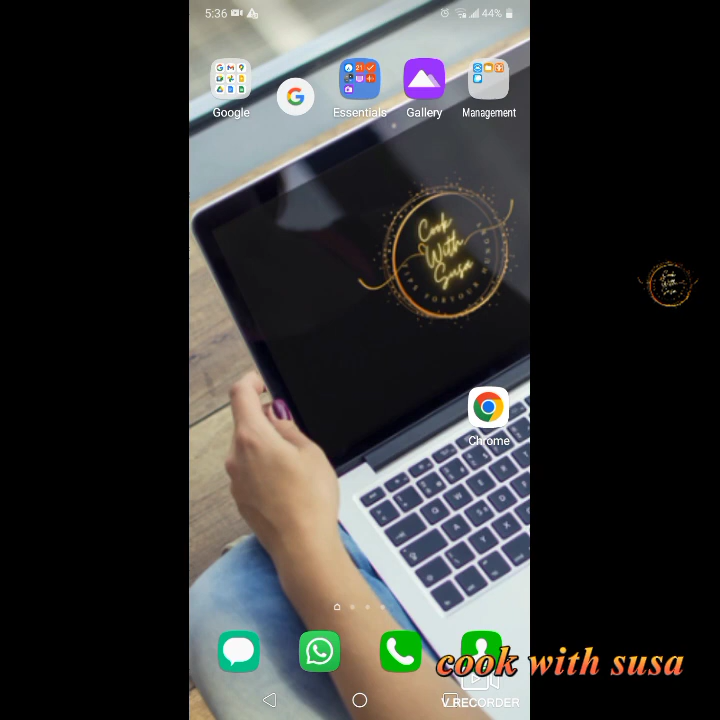 5:36
44%
Google
Essentials
Gallery
Management
Cook
With
Susa
Chrome
cook with susa
V RECORDER